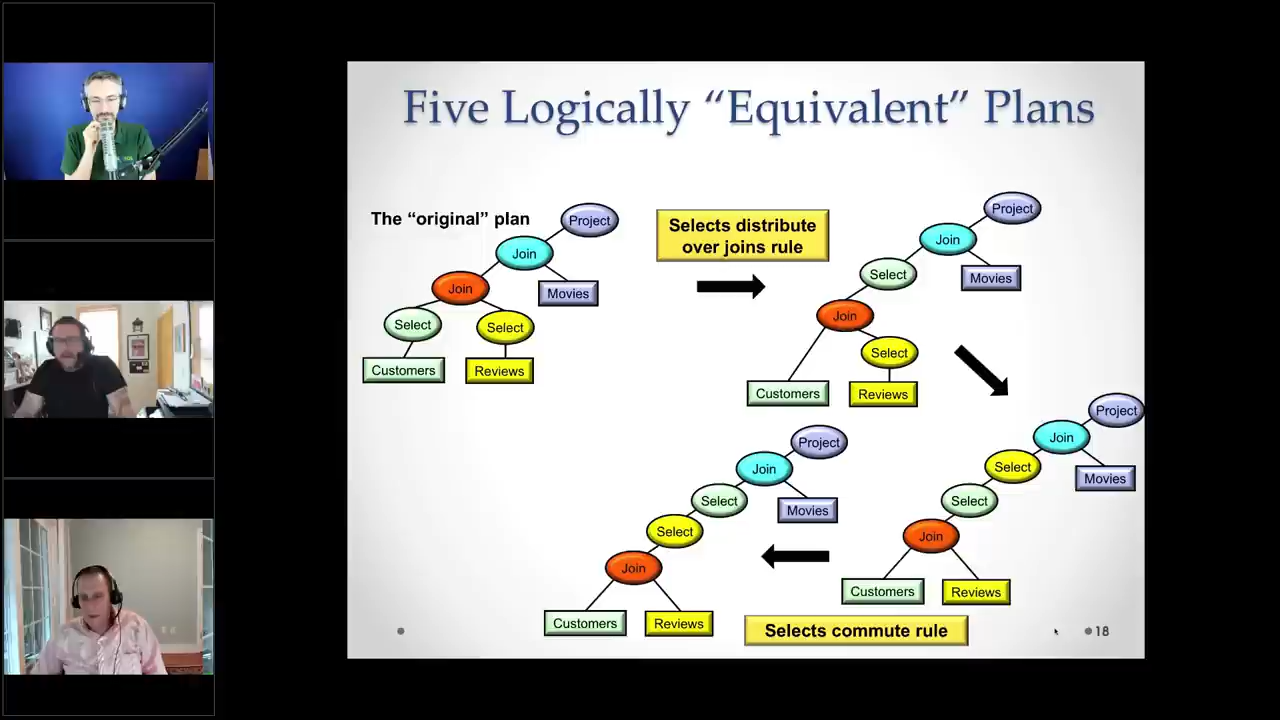 Five Logically “Equivalent” Plans
The “original” plan
Project
Join
Join
Movies
Select
Select
Customers
Reviews
Selects distribute
over joins rule
Project
Join
Select
Movies
Join
Select
Customers
Reviews
Project
Join
Select
Movies
Select
Join
Customers
Reviews
Selects commute rule
Project
Join
Select
Movies
Select
Join
Customers
Reviews
18